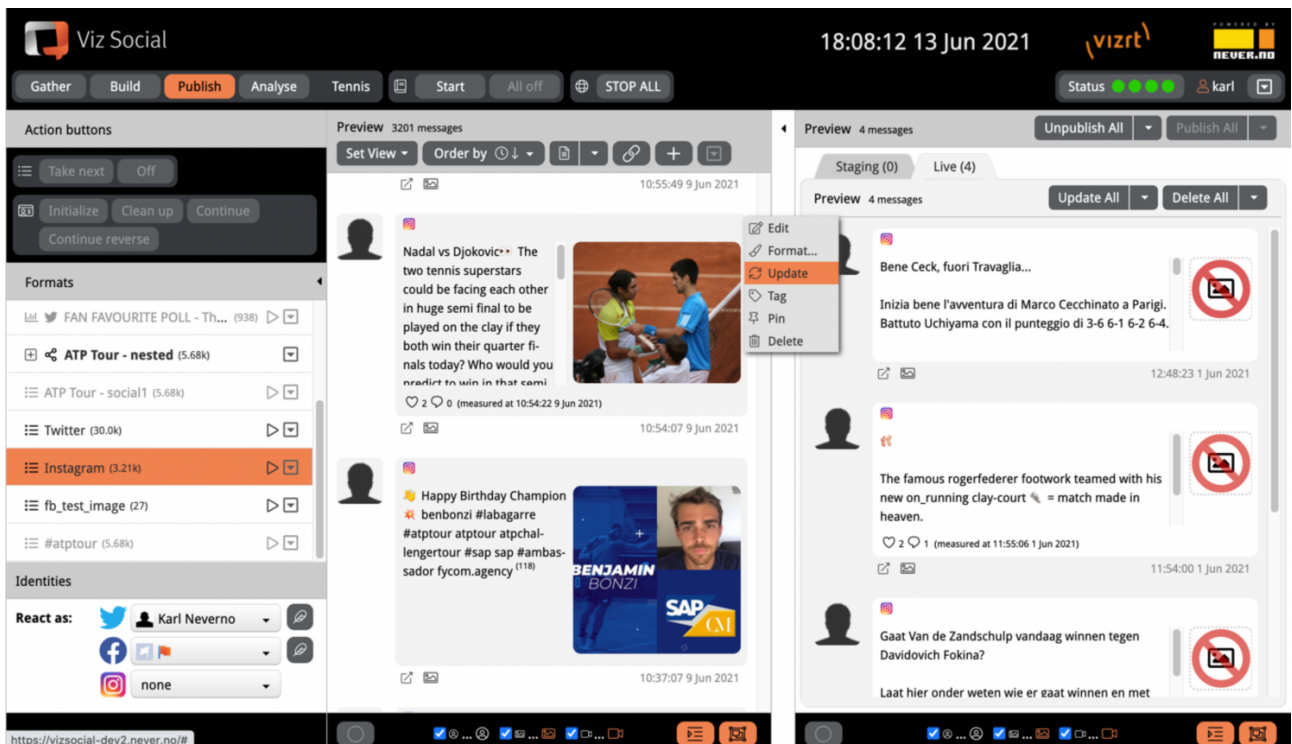 Viz Social
18:08:12 13 Jun 2021
vizrt
POWERED BY
NEVER.NO
Gather
Build
Publish
Analyse
Tennis
Start
All off
STOP ALL
Status
karl
Action buttons
Take next
Off
Initialize
Clean up
Continue
Continue reverse
Formats
FAN FAVOURITE POLL - Th... (938)
ATP Tour - nested (5.68k)
ATP Tour - social1 (5.68k)
Twitter (30.0k)
Instagram (3.21k)
fb_test_image (27)
#atptour (5.68k)
Identities
React as:
Karl Neverno
none
https://vizsocial-dev2.never.no/#
Preview 3201 messages
Set View
Order by
10:55:49 9 Jun 2021
Nadal vs Djokovic👀 The
two tennis superstars
could be facing each other
in huge semi final to be
played on the clay if they
both win their quarter fi-
nals today? Who would you
predict to win in that semi
2 0 (measured at 10:54:22 9 Jun 2021)
10:54:07 9 Jun 2021
👋 Happy Birthday Champion
💥 benbonzi #labagarre
#atptour atptour atpchal-
lengertour #sap sap #ambas-
sador fycom.agency (118)
BENJAMIN
BONZI
SAP
CM
10:37:07 9 Jun 2021
Edit
Format...
Update
Tag
Pin
Delete
Preview 4 messages
Unpublish All
Publish All
Staging (0)
Live (4)
Preview 4 messages
Update All
Delete All
Bene Ceck, fuori Travaglia...
Inizia bene l'avventura di Marco Cecchinato a Parigi.
Battuto Uchiyama con il punteggio di 3-6 6-1 6-2 6-4.
12:48:23 1 Jun 2021
👣
The famous rogerfederer footwork teamed with his
new on_running clay-court 👟 = match made in
heaven.
2 1 (measured at 11:55:06 1 Jun 2021)
11:54:00 1 Jun 2021
Gaat Van de Zandschulp vandaag winnen tegen
Davidovich Fokina?
Laat hier onder weten wie er gaat winnen en met
... ... ...
... ... ...